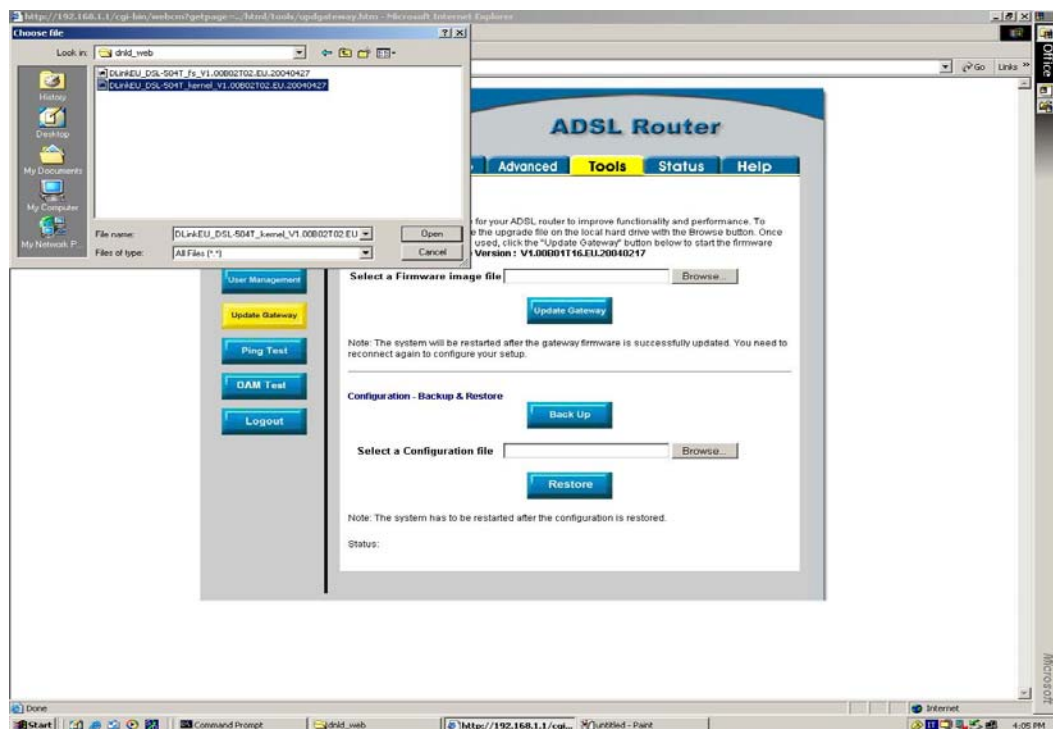 http://192.168.1.1/cgi-bin/webcm?getpage=../html/tools/updgateway.htm - Microsoft Internet Explorer
Choose file
Look in:
dnld_web
DLinkEU_DSL-504T_fs_V1.00B02T02.EU.20040427
DLinkEU_DSL-504T_kernel_V1.00B02T02.EU.20040427
History
Desktop
My Documents
My Computer
My Network P...
File name:
DLinkEU_DSL-504T_kernel_V1.00B02T02.EU
Open
Files of type:
All Files (*.*)
Cancel
Go
Links »
Office
ADSL Router
Advanced
Tools
Status
Help
for your ADSL router to improve functionality and performance. To
e the upgrade file on the local hard drive with the Browse button. Once
used, click the "Update Gateway" button below to start the firmware
Version : V1.00B01T16.EU.20040217
Select a Firmware image file
Browse...
User Management
Update Gateway
Update Gateway
Ping Test
Note: The system will be restarted after the gateway firmware is successfully updated. You need to
reconnect again to configure your setup.
OAM Test
Configuration - Backup & Restore
Back Up
Logout
Select a Configuration file
Browse...
Restore
Note: The system has to be restarted after the configuration is restored.
Status:
Microsoft
Done
Internet
Start
Command Prompt
dnld_web
http://192.168.1.1/cgi...
untitled - Paint
4:05 PM